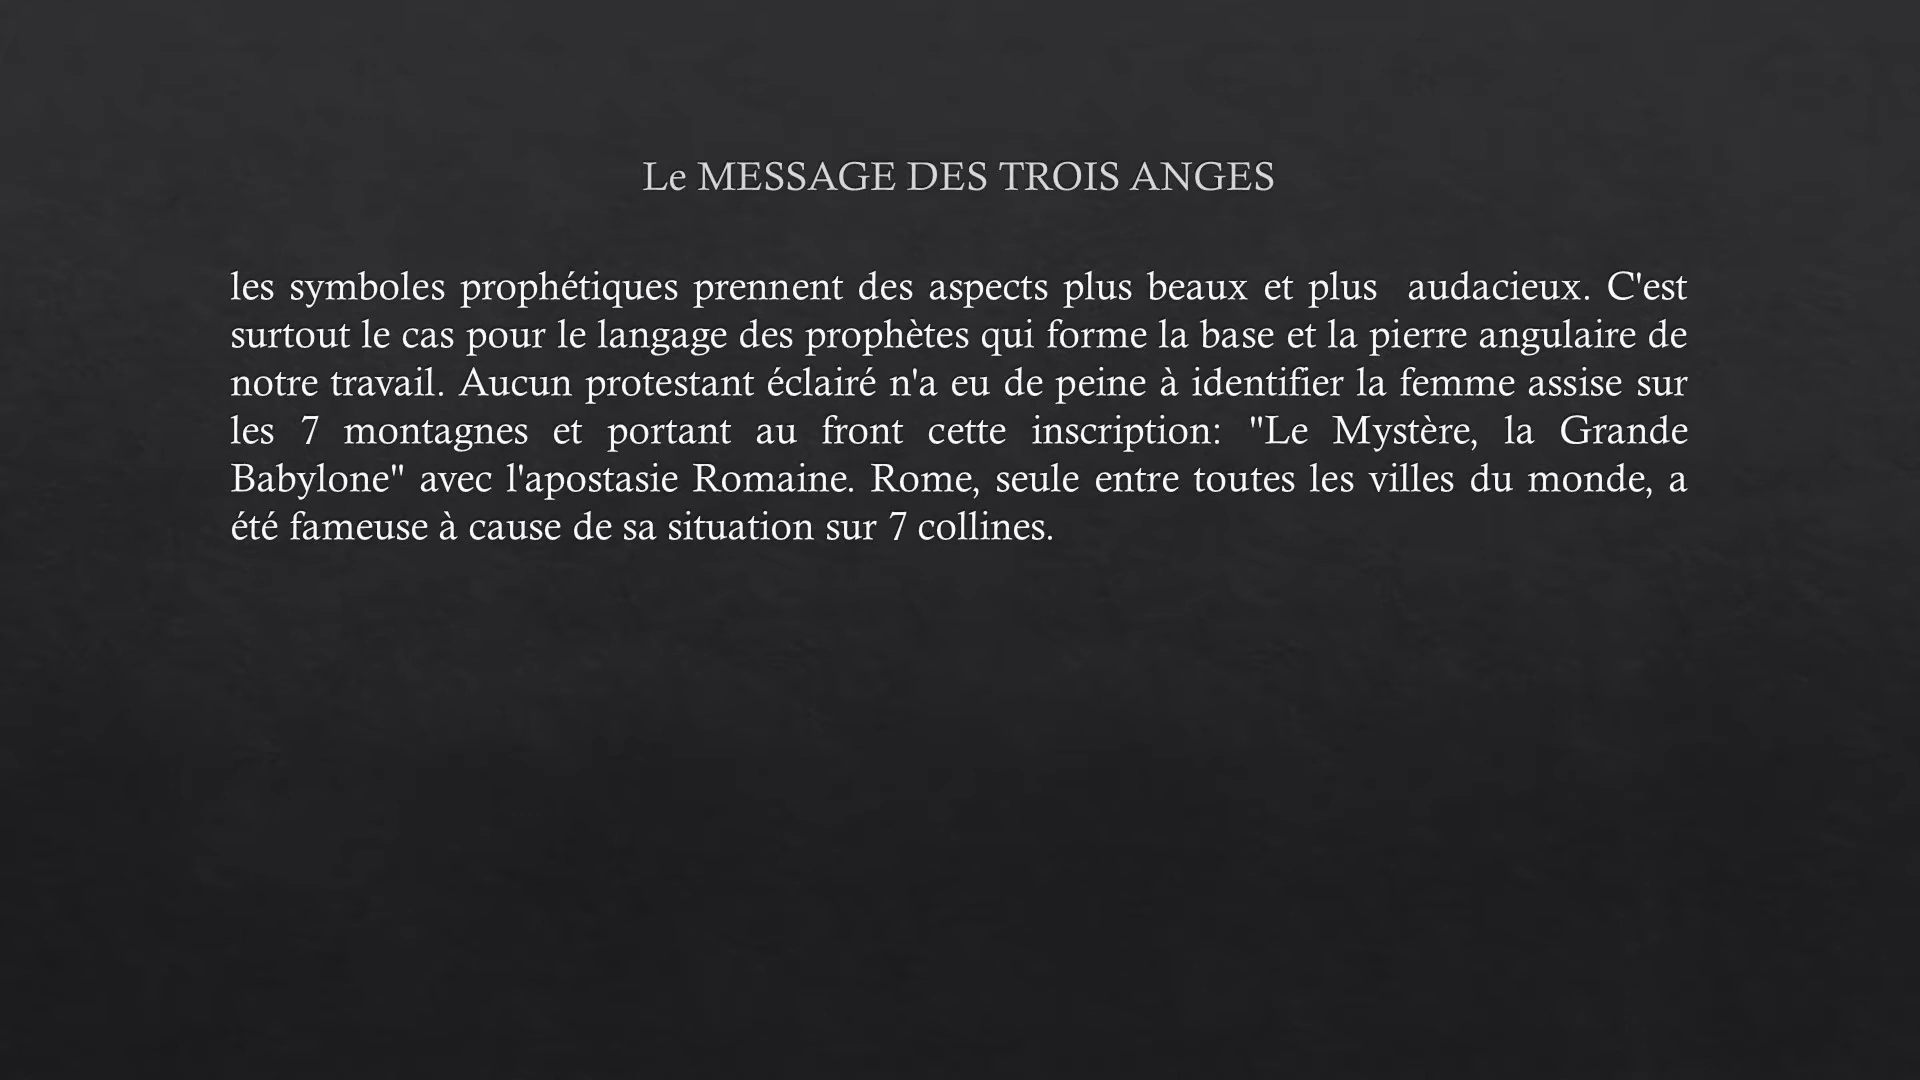 Le MESSAGE DES TROIS ANGES
les symboles prophétiques prennent des aspects plus beaux et plus  audacieux. C'est
surtout le cas pour le langage des prophètes qui forme la base et la pierre angulaire de
notre travail. Aucun protestant éclairé n'a eu de peine à identifier la femme assise sur
les 7 montagnes et portant au front cette inscription: "Le Mystère, la Grande
Babylone" avec l'apostasie Romaine. Rome, seule entre toutes les villes du monde, a
été fameuse à cause de sa situation sur 7 collines.